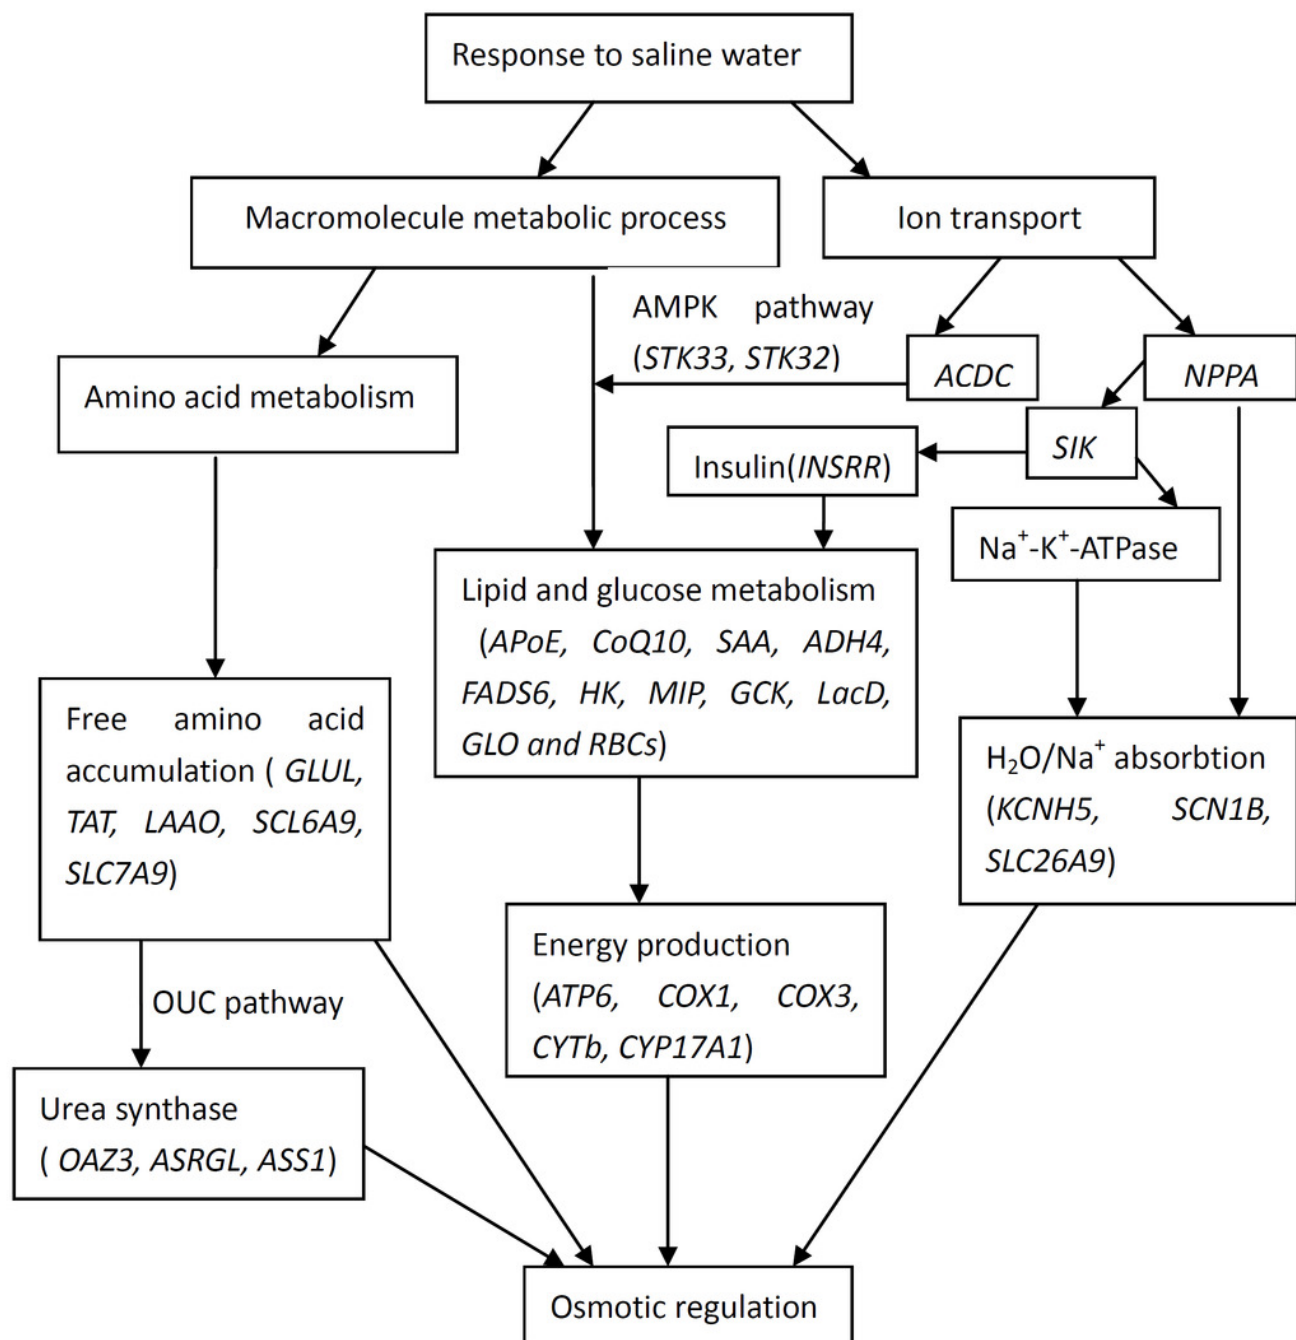 Response to saline water
Macromolecule metabolic process
Ion transport
AMPK pathway
(STK33, STK32)
ACDC
NPPA
Amino acid metabolism
SIK
Insulin(INSRR)
Na⁺-K⁺-ATPase
Lipid and glucose metabolism
(APoE, CoQ10, SAA, ADH4,
FADS6, HK, MIP, GCK, LacD,
GLO and RBCs)
Free amino acid
accumulation ( GLUL,
TAT, LAAO, SCL6A9,
SLC7A9)
H₂O/Na⁺ absorbtion
(KCNH5, SCN1B,
SLC26A9)
Energy production
(ATP6, COX1, COX3,
CYTb, CYP17A1)
OUC pathway
Urea synthase
( OAZ3, ASRGL, ASS1)
Osmotic regulation